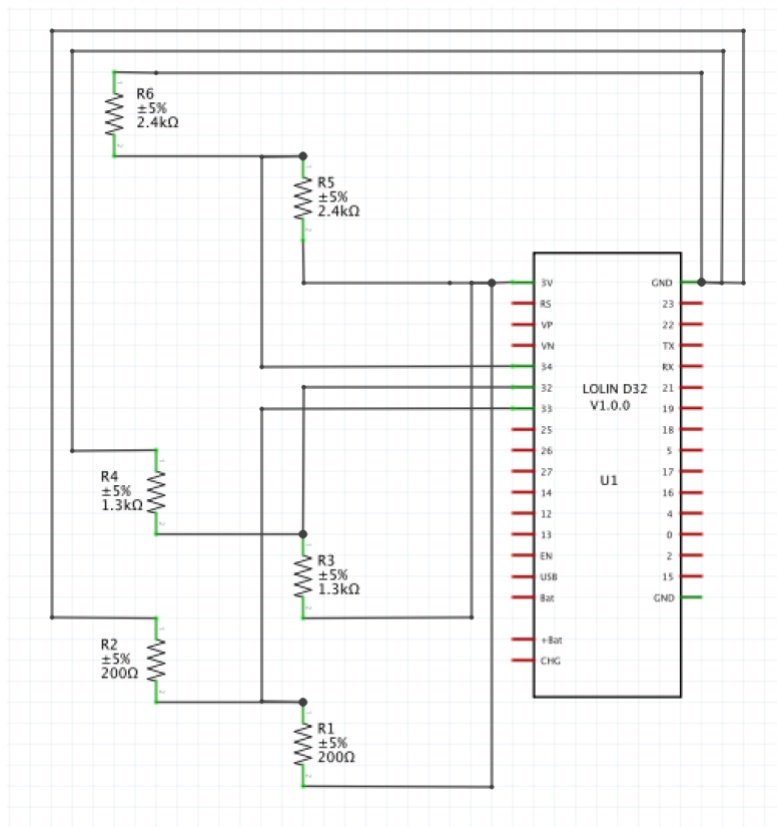 R6
±5%
2.4kΩ
R5
±5%
2.4kΩ
3V
RS
VP
VN
34
32
33
25
26
27
14
12
13
EN
USB
Bat
+Bat
CHG
LOLIN D32
V1.0.0
U1
GND
23
22
TX
RX
21
19
18
5
17
16
4
0
2
15
GND
R4
±5%
1.3kΩ
R3
±5%
1.3kΩ
R2
±5%
200Ω
R1
±5%
200Ω